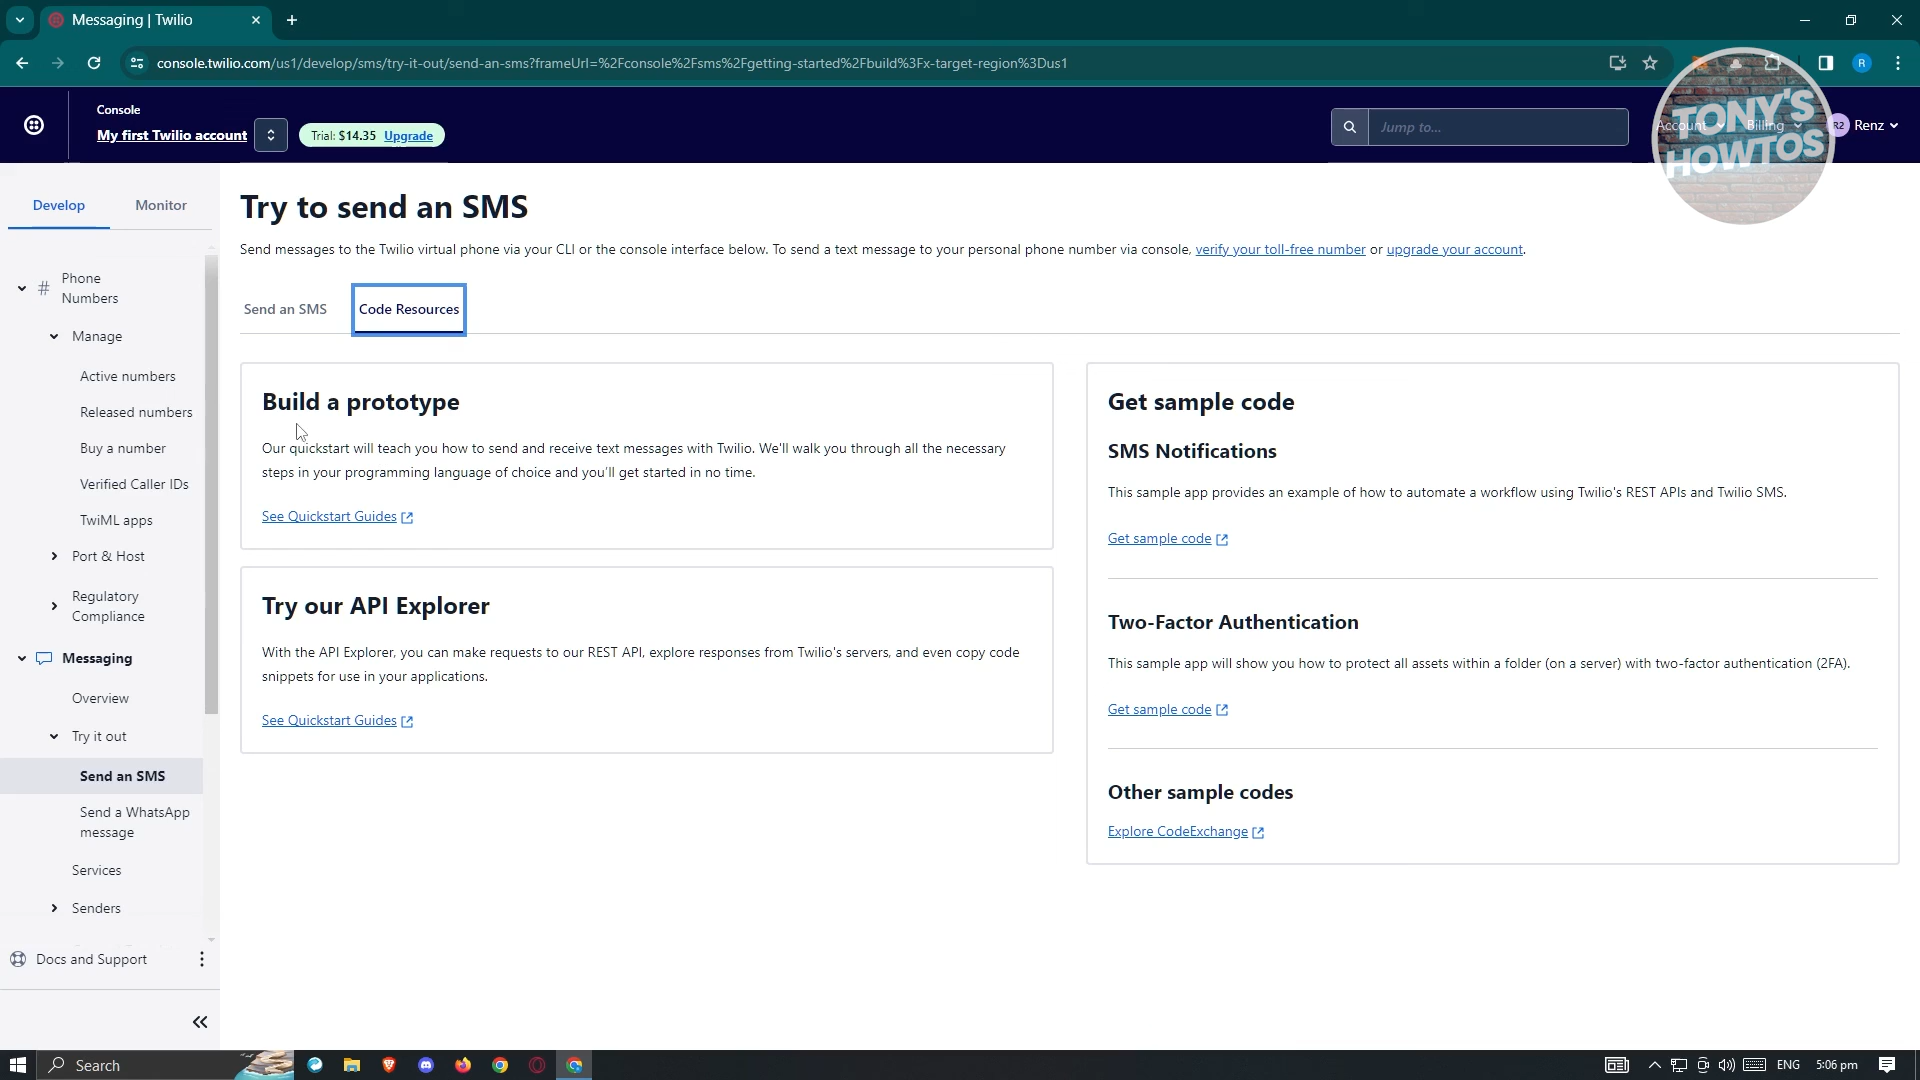 Messaging | Twilio
console.twilio.com/us1/develop/sms/try-it-out/send-an-sms?frameUrl=%2Fconsole%2Fsms%2Fgetting-started%2Fbuild%3Fx-target-region%3Dus1
R
Console
My first Twilio account
Trial: $14.35 Upgrade
Jump to...
Account
Billing
R2
Renz
TONY'S
HOWTOS
Develop
Monitor
Phone
Numbers
Manage
Active numbers
Released numbers
Buy a number
Verified Caller IDs
TwiML apps
Port & Host
Regulatory
Compliance
Messaging
Overview
Try it out
Send an SMS
Send a WhatsApp
message
Services
Senders
Docs and Support
Try to send an SMS
Send messages to the Twilio virtual phone via your CLI or the console interface below. To send a text message to your personal phone number via console, verify your toll-free number or upgrade your account.
Send an SMS
Code Resources
Build a prototype
Our quickstart will teach you how to send and receive text messages with Twilio. We'll walk you through all the necessary
steps in your programming language of choice and you'll get started in no time.
See Quickstart Guides
Try our API Explorer
With the API Explorer, you can make requests to our REST API, explore responses from Twilio's servers, and even copy code
snippets for use in your applications.
See Quickstart Guides
Get sample code
SMS Notifications
This sample app provides an example of how to automate a workflow using Twilio's REST APIs and Twilio SMS.
Get sample code
Two-Factor Authentication
This sample app will show you how to protect all assets within a folder (on a server) with two-factor authentication (2FA).
Get sample code
Other sample codes
Explore CodeExchange
Search
ENG
5:06 pm